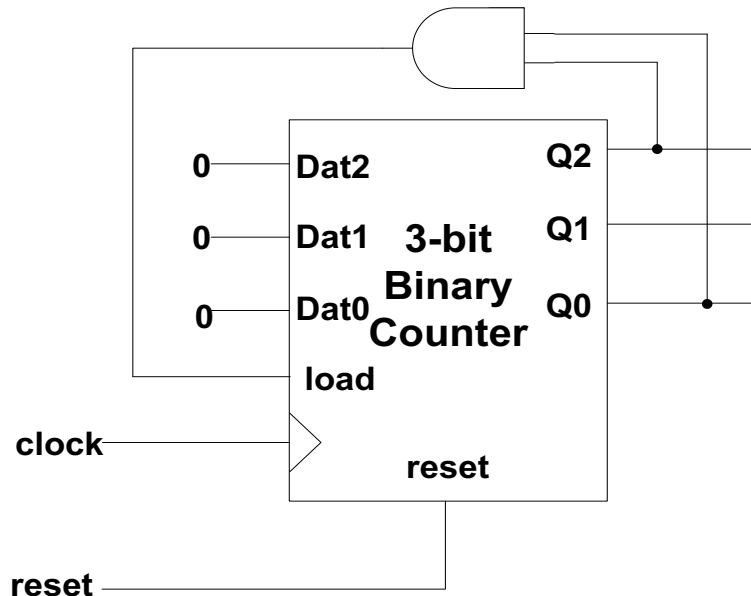 0
Dat2
Q2
0
Dat1
Q1
3-bit
Binary
Counter
0
Dat0
Q0
load
clock
reset
reset